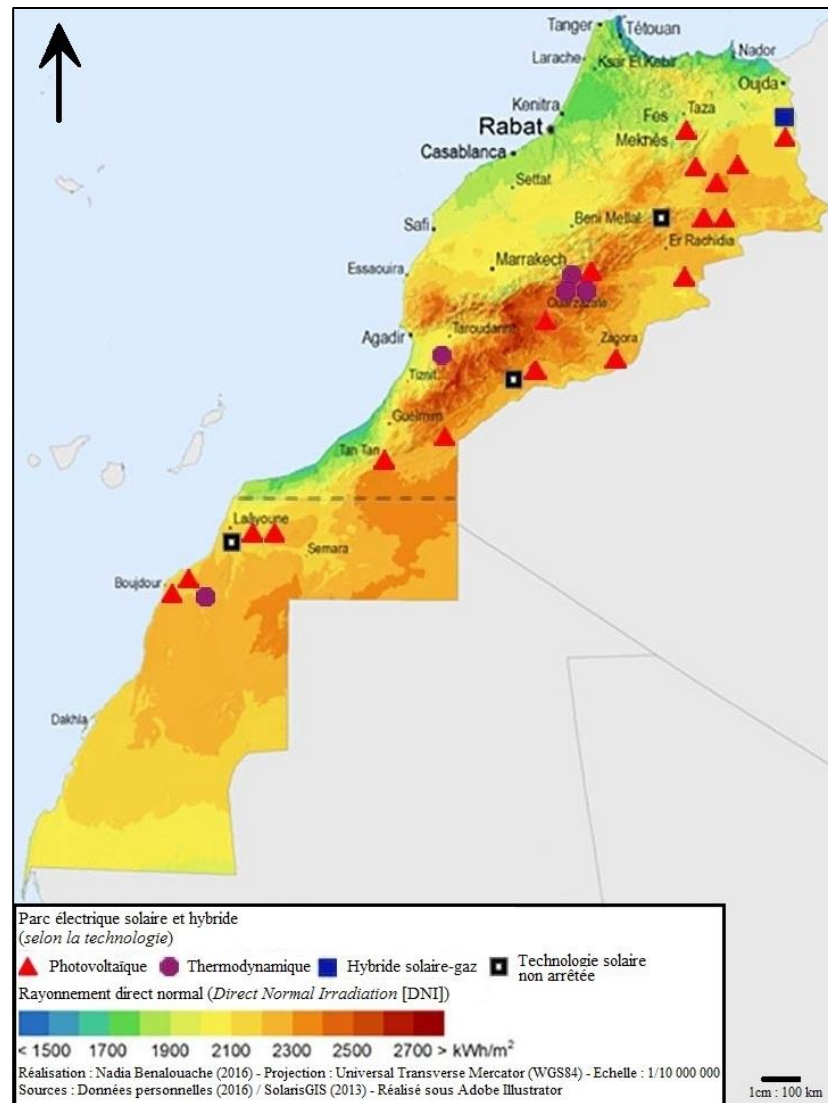 Tanger
Tétouan
Larache
Ksar El Kebir
Nador
Oujda
Kenitra
Fes
Taza
Rabat
Meknès
Casablanca
Settat
Safi
Beni Mellal
Er Rachidia
Essaouira
Marrakech
Ouarzazate
Agadir
Taroudannt
Zagora
Tiznit
Guelmim
Tan Tan
Laâyoune
Semara
Boujdour
Dakhla
Parc électrique solaire et hybride
(selon la technologie)
Photovoltaïque Thermodynamique Hybride solaire-gaz Technologie solaire
non arrêtée
Rayonnement direct normal (Direct Normal Irradiation [DNI])
< 1500 1700 1900 2100 2300 2500 2700 > kWh/m²
Réalisation : Nadia Benalouache (2016) - Projection : Universal Transverse Mercator (WGS84) - Echelle : 1/10 000 000
Sources : Données personnelles (2016) / SolarisGIS (2013) - Réalisé sous Adobe Illustrator
1cm : 100 km